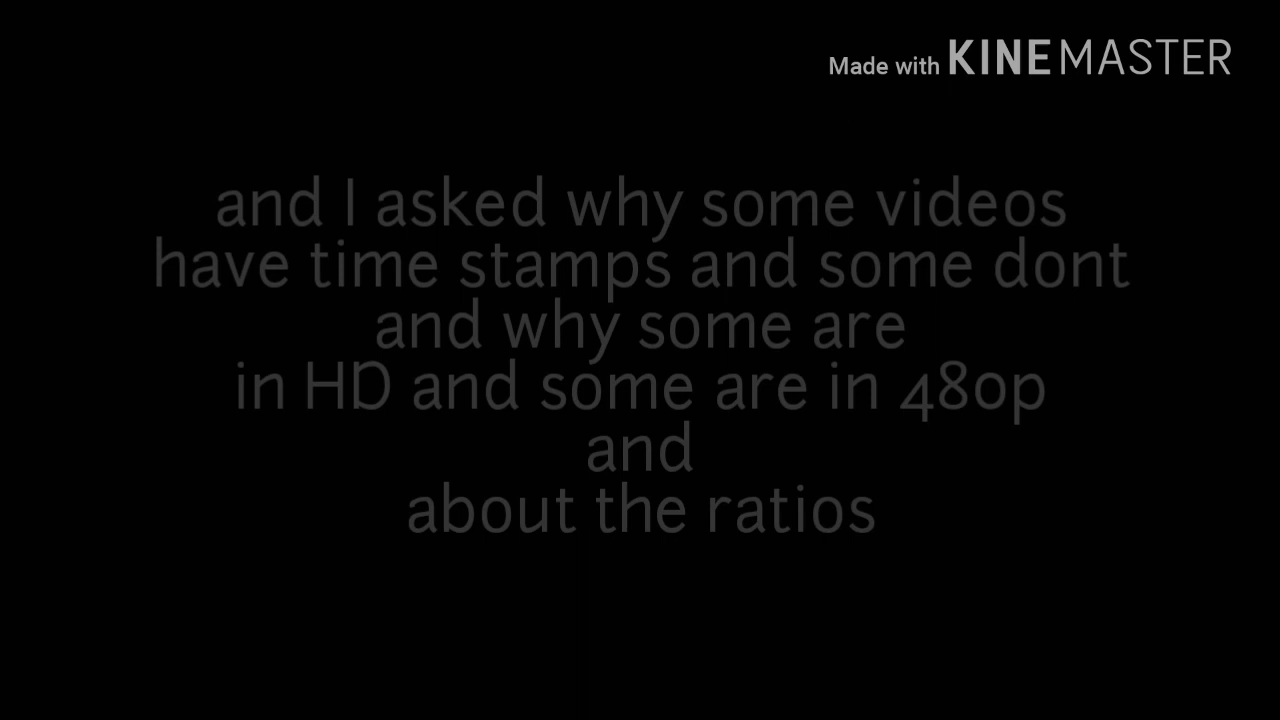 Made with KINEMASTER
and I asked why some videos
have time stamps and some dont
and why some are
in HD and some are in 480p
and
about the ratios